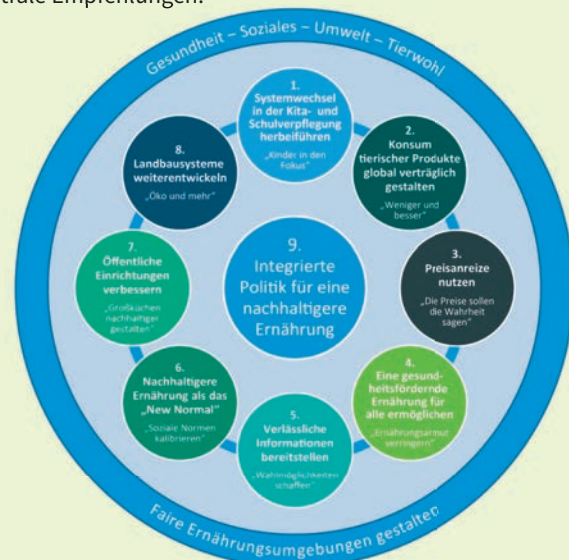 trale Empfehlungen:
Gesundheit – Soziales – Umwelt – Tierwohl
1.
Systemwechsel
in der Kita- und
Schulverpflegung
herbeiführen
„Kinder in den
Fokus“
2.
Konsum
tierischer Produkte
global verträglich
gestalten
„Weniger und
besser“
3.
Preisanreize
nutzen
„Die Preise sollen
die Wahrheit
sagen“
4.
Eine gesund-
heitsfördernde
Ernährung für
alle ermöglichen
„Ernährungsarmut
verringern“
5.
Verlässliche
Informationen
bereitstellen
„Wahlmöglichkeiten
schaffen“
6.
Nachhaltigere
Ernährung als das
„New Normal“
„Soziale Normen
kalibrieren“
7.
Öffentliche
Einrichtungen
verbessern
„Großküchen
nachhaltiger
gestalten“
8.
Landbausysteme
weiterentwickeln
„Öko und mehr“
9.
Integrierte
Politik für eine
nachhaltigere
Ernährung
Faire Ernährungsumgebungen gestalten